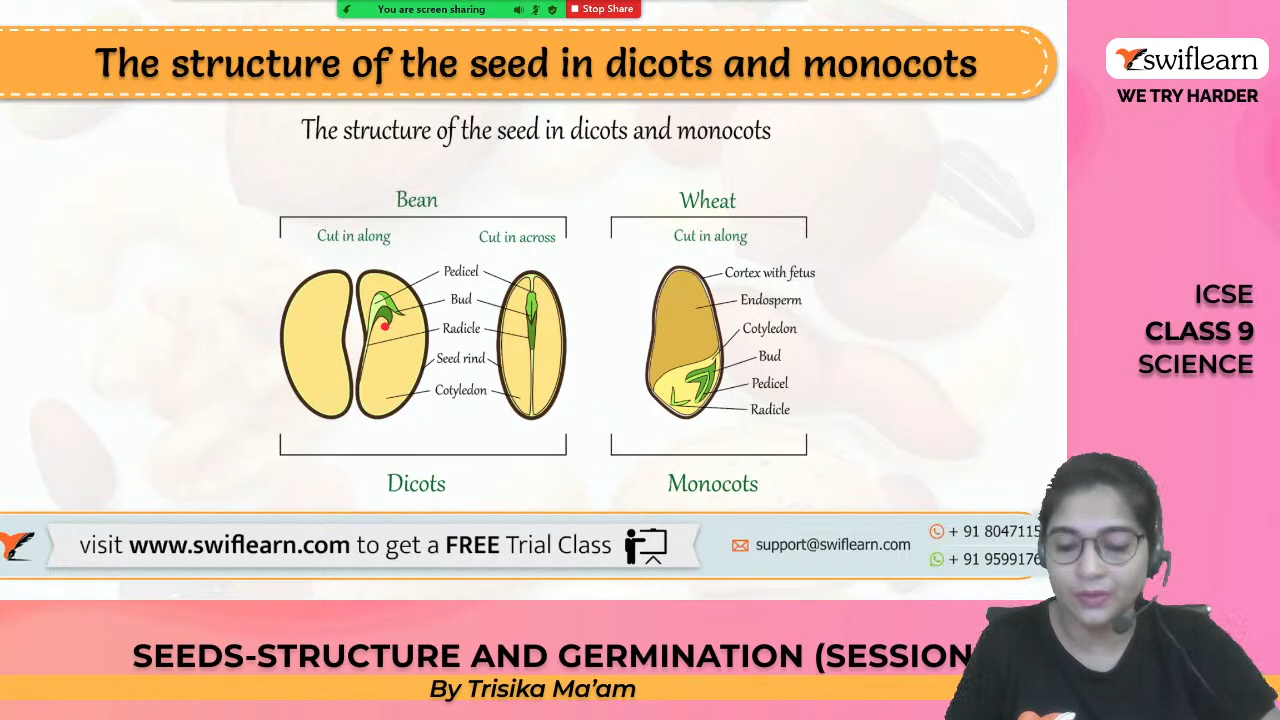 You are screen sharing
Stop Share
The structure of the seed in dicots and monocots
swiflearn
WE TRY HARDER
The structure of the seed in dicots and monocots
Bean
Wheat
Cut in along
Cut in across
Cut in along
Pedicel
Bud
Radicle
Seed rind
Cotyledon
Cortex with fetus
Endosperm
Cotyledon
Bud
Pedicel
Radicle
Dicots
Monocots
ICSE
CLASS 9
SCIENCE
visit www.swiflearn.com to get a FREE Trial Class
support@swiflearn.com
+ 91 8047115
+ 91 9599176
SEEDS-STRUCTURE AND GERMINATION (SESSION
By Trisika Ma'am